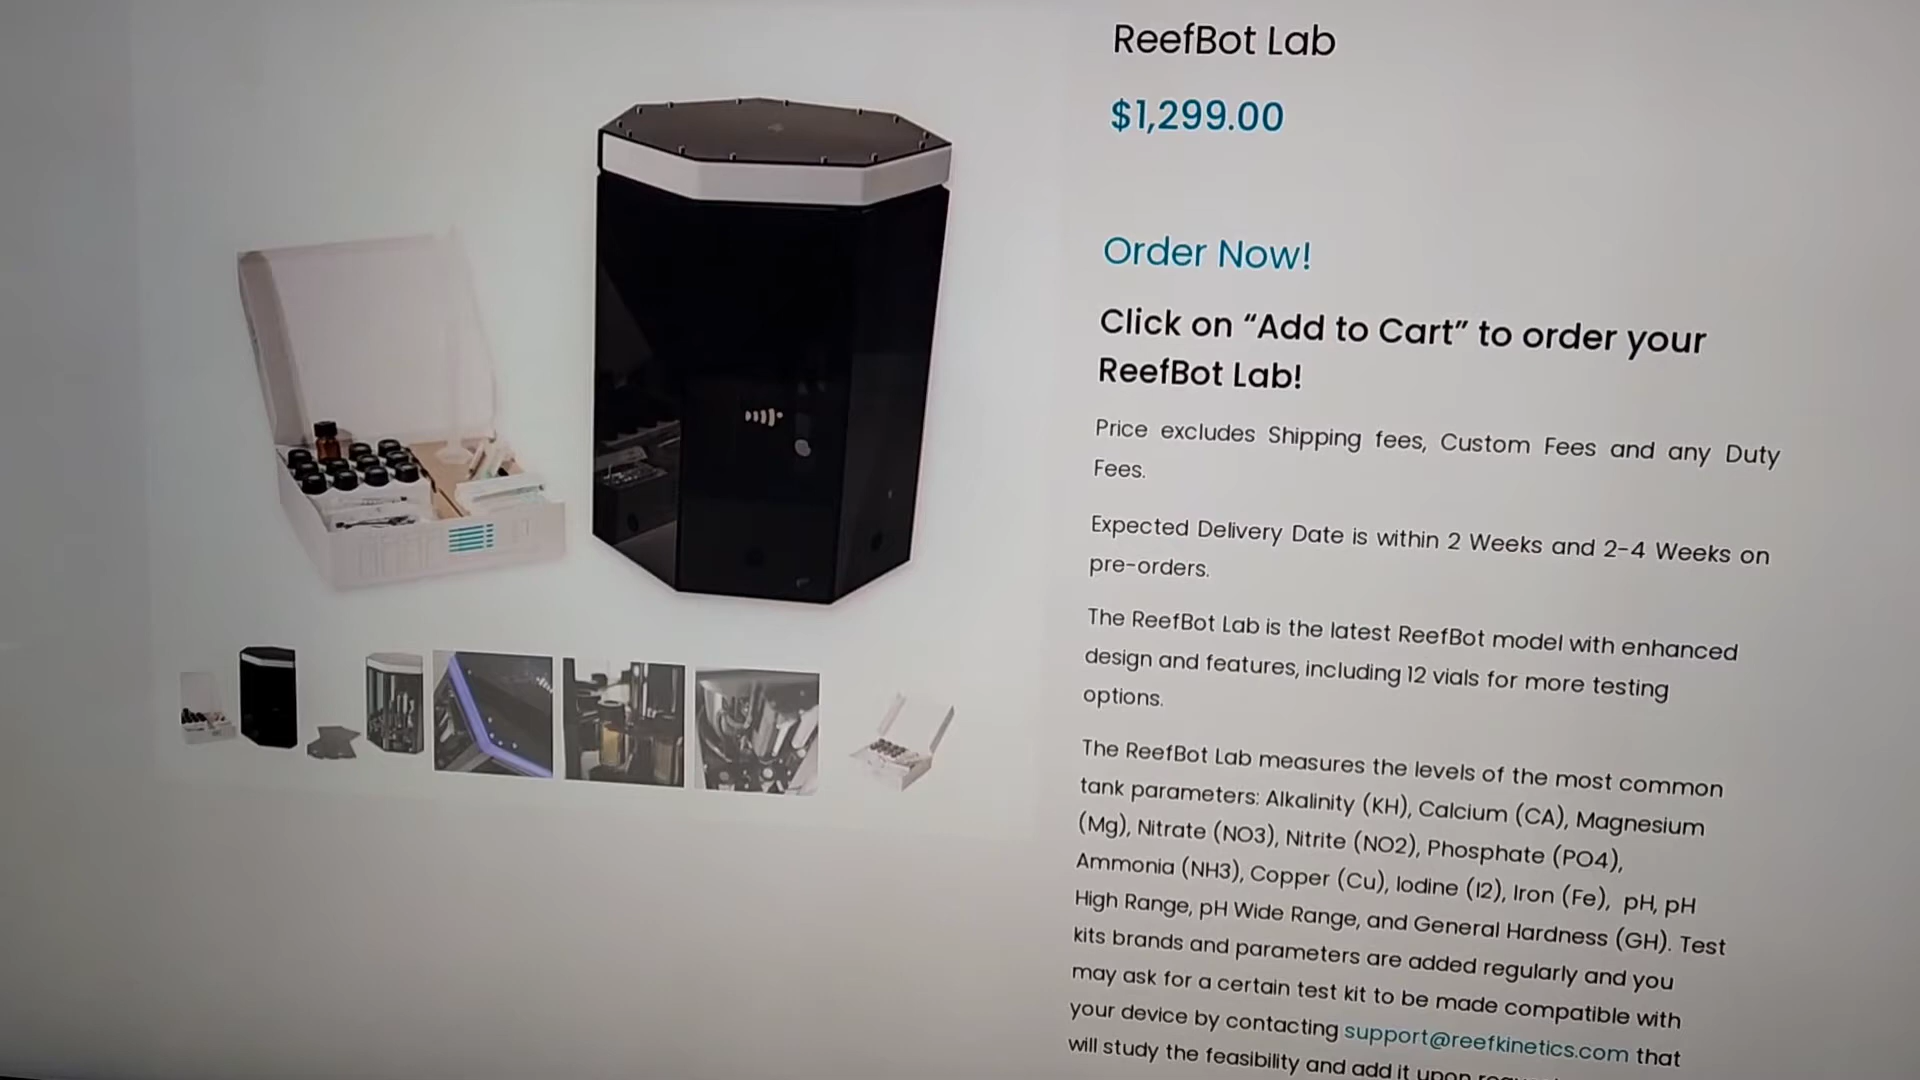 ReefBot Lab
$1,299.00
Order Now!
Click on “Add to Cart” to order your
ReefBot Lab!
Price excludes Shipping fees, Custom Fees and any Duty
Fees.
Expected Delivery Date is within 2 Weeks and 2-4 Weeks on
pre-orders.
The ReefBot Lab is the latest ReefBot model with enhanced
design and features, including 12 vials for more testing
options.
The ReefBot Lab measures the levels of the most common
tank parameters: Alkalinity (KH), Calcium (CA), Magnesium
(Mg), Nitrate (NO3), Nitrite (NO2), Phosphate (PO4),
Ammonia (NH3), Copper (Cu), Iodine (I2), Iron (Fe), pH, pH
High Range, pH Wide Range, and General Hardness (GH). Test
kits brands and parameters are added regularly and you
may ask for a certain test kit to be made compatible with
your device by contacting support@reefkinetics.com that
will study the feasibility and add it upon